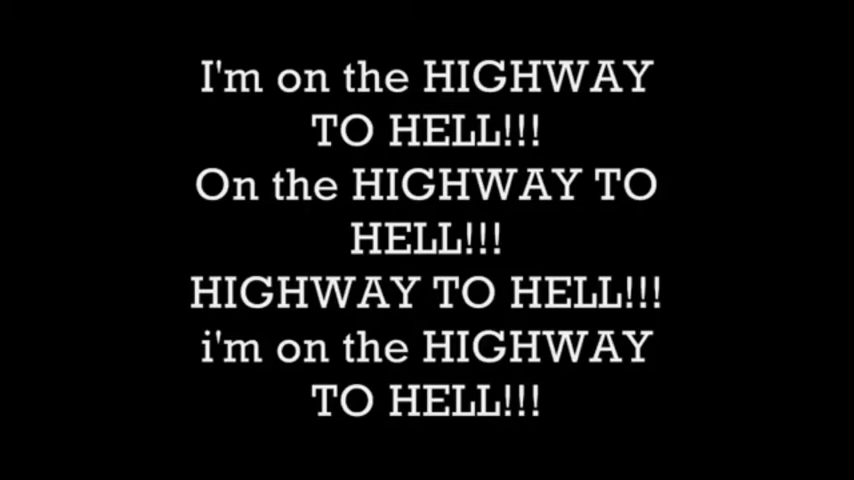 I'm on the HIGHWAY
TO HELL!!!
On the HIGHWAY TO
HELL!!!
HIGHWAY TO HELL!!!
i'm on the HIGHWAY
TO HELL!!!